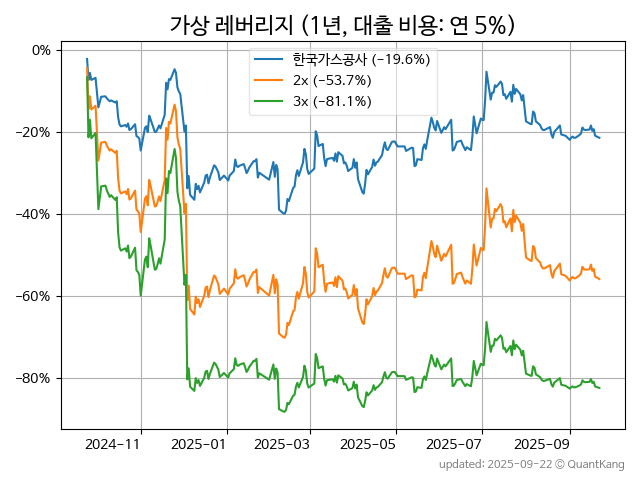 가상 레버리지 (1년, 대출 비용: 연 5%)
한국가스공사 (−19.6%)
2x (−53.7%)
3x (−81.1%)
0%
−20%
−40%
−60%
−80%
2024-11 2025-01 2025-03 2025-05 2025-07 2025-09
updated: 2025-09-22 © QuantKang